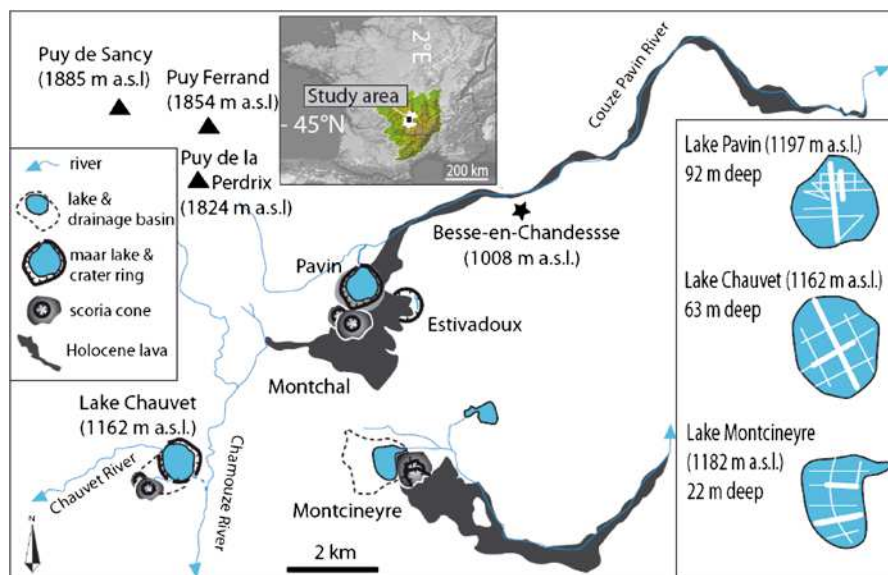 Puy de Sancy
(1885 m a.s.l)
Puy Ferrand
(1854 m a.s.l)
Puy de la
Perdrix
(1824 m a.s.l)
- 2°E
Study area
- 45°N
200 km
Couze Pavin River
river
lake &
drainage basin
maar lake &
crater ring
scoria cone
Holocene lava
Besse-en-Chandessse
(1008 m a.s.l.)
Pavin
Estivadoux
Montchal
Lake Chauvet
(1162 m a.s.l.)
Chauvet River
Chamouze River
Montcineyre
N
2 km
Lake Pavin (1197 m a.s.l.)
92 m deep
Lake Chauvet (1162 m a.s.l.)
63 m deep
Lake Montcineyre
(1182 m a.s.l.)
22 m deep